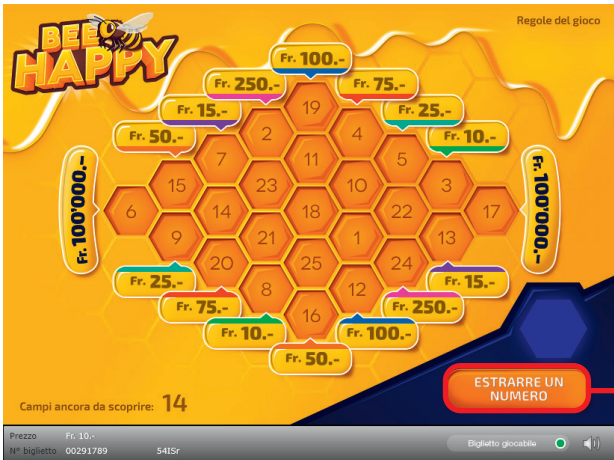 BEE
HAPPY
Regole del gioco
Fr. 100.-
Fr. 250.-
Fr. 75.-
Fr. 15.-
Fr. 25.-
Fr. 50.-
Fr. 10.-
Fr. 100'000.-
Fr. 100'000.-
19
2
4
7
11
5
15
23
10
3
6
14
18
22
17
9
21
1
13
20
25
24
8
12
16
Fr. 25.-
Fr. 15.-
Fr. 75.-
Fr. 250.-
Fr. 10.-
Fr. 100.-
Fr. 50.-
ESTRARRE UN
NUMERO
Campi ancora da scoprire: 14
Prezzo Fr. 10.-
N° biglietto 00291789 54ISr
Biglietto giocabile